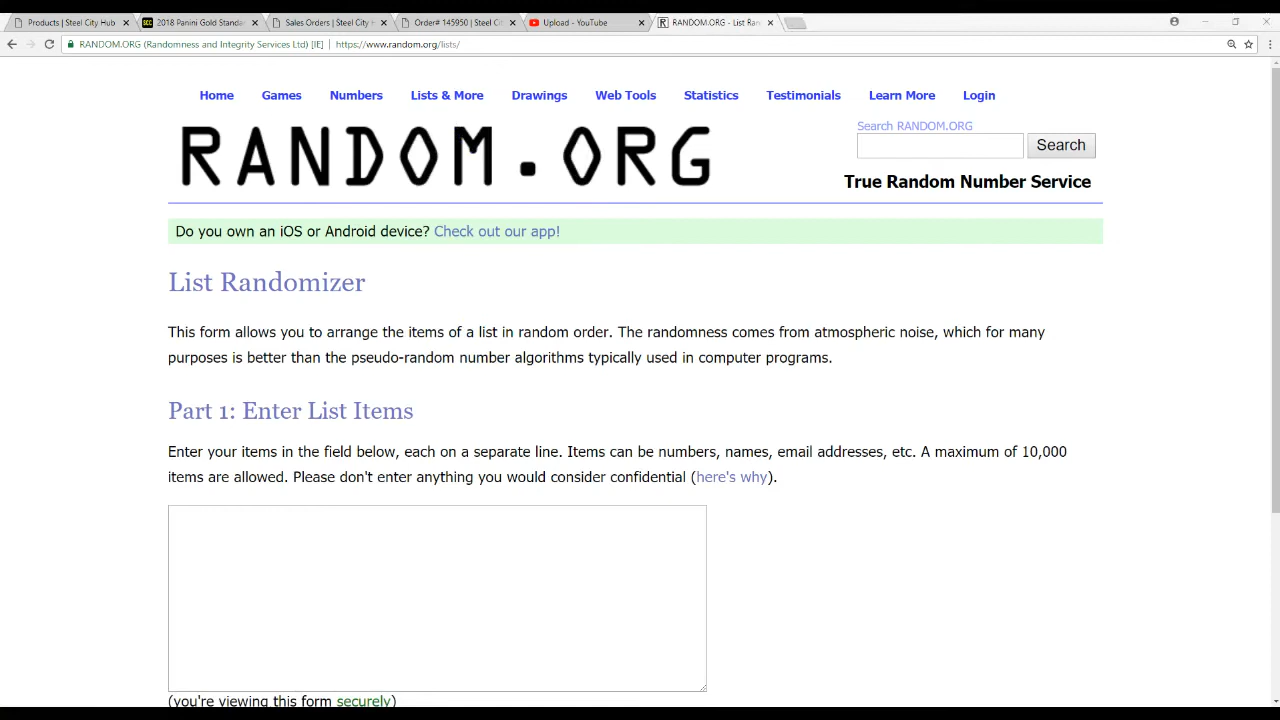 Products | Steel City Hub
2018 Panini Gold Standa
Sales Orders | Steel City H
Order# 145950 | Steel Ci
Upload - YouTube
RANDOM.ORG - List Ran
RANDOM.ORG (Randomness and Integrity Services Ltd) [IE]
https://www.random.org/lists/
Home Games Numbers Lists & More Drawings Web Tools Statistics Testimonials Learn More Login
RANDOM.ORG
Search RANDOM.ORG
Search
True Random Number Service
Do you own an iOS or Android device? Check out our app!
List Randomizer
This form allows you to arrange the items of a list in random order. The randomness comes from atmospheric noise, which for many
purposes is better than the pseudo-random number algorithms typically used in computer programs.
Part 1: Enter List Items
Enter your items in the field below, each on a separate line. Items can be numbers, names, email addresses, etc. A maximum of 10,000
items are allowed. Please don't enter anything you would consider confidential (here's why).
(you're viewing this form securely)